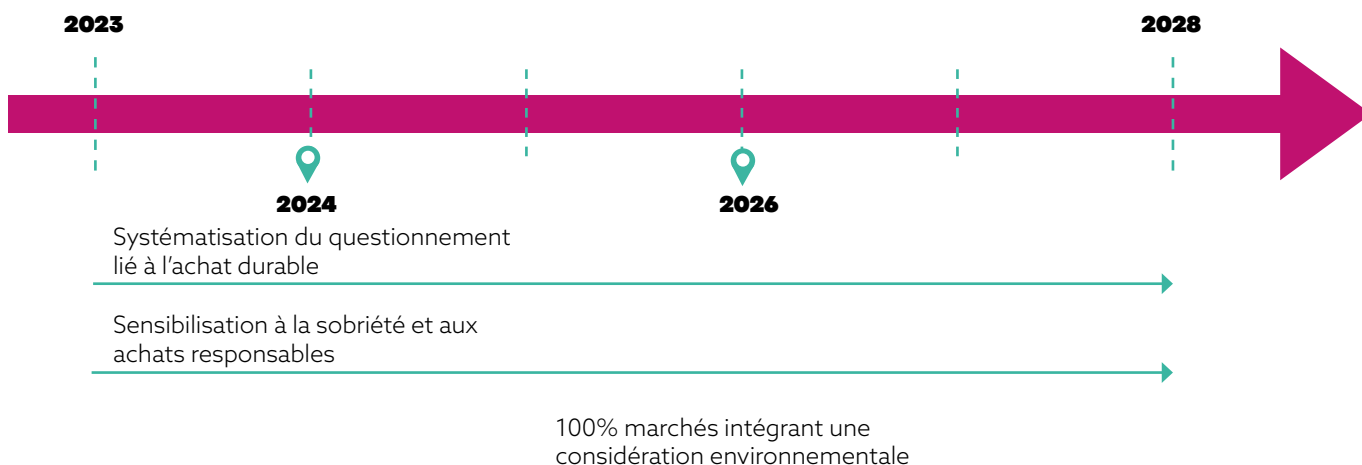 2023
2028
2024
2026
Systématisation du questionnement
lié à l'achat durable
Sensibilisation à la sobriété et aux
achats responsables
100% marchés intégrant une
considération environnementale